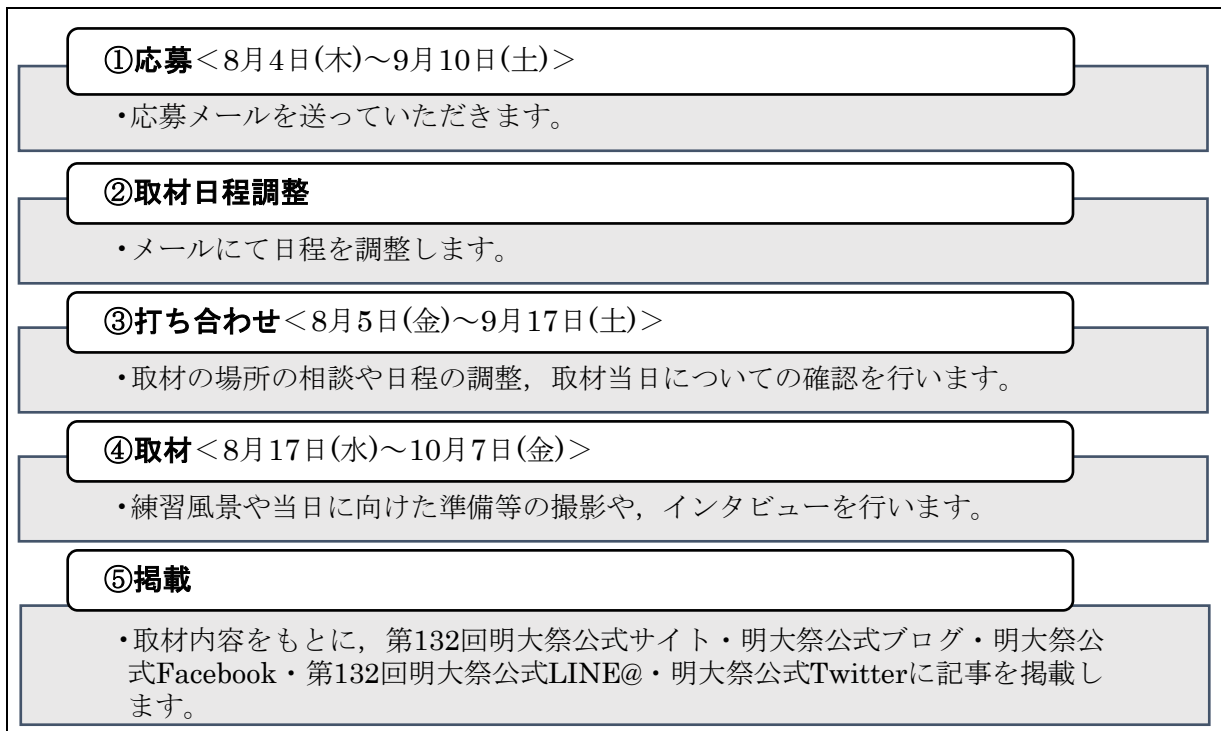 ①応募＜8月4日(木)～9月10日(土)＞
・応募メールを送っていただきます。
②取材日程調整
・メールにて日程を調整します。
③打ち合わせ＜8月5日(金)～9月17日(土)＞
・取材の場所の相談や日程の調整，取材当日についての確認を行います。
④取材＜8月17日(水)～10月7日(金)＞
・練習風景や当日に向けた準備等の撮影や，インタビューを行います。
⑤掲載
・取材内容をもとに，第132回明大祭公式サイト・明大祭公式ブログ・明大祭公
式Facebook・第132回明大祭公式LINE@・明大祭公式Twitterに記事を掲載し
ます。